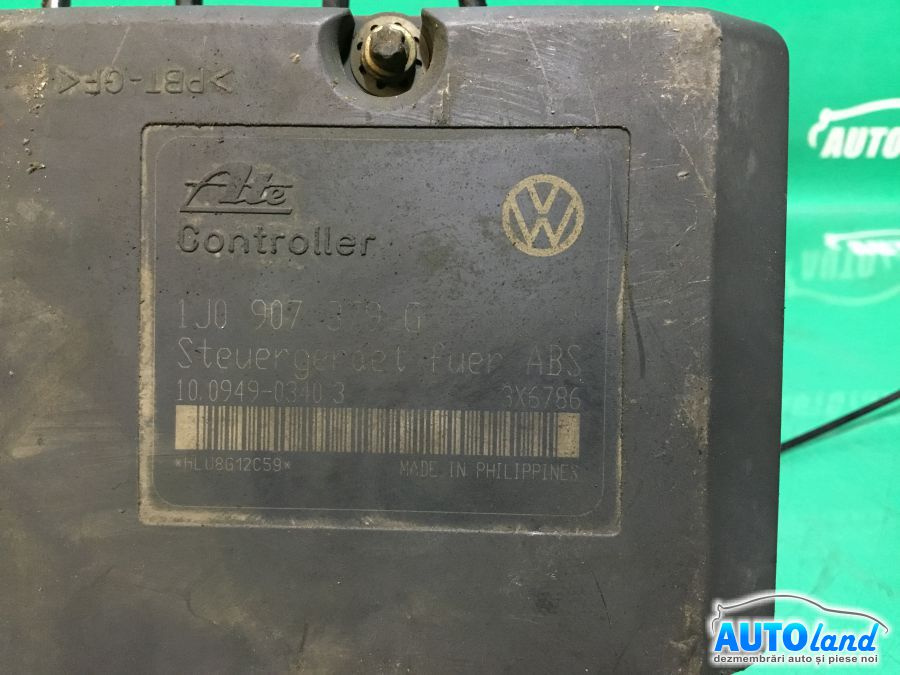 >PBT-GF<
Ate
Controller
1J0 907 379 G
Steuergeraet fuer ABS
10.0949-0340.3 3X6786
*hLU8G12C59*
MADE IN PHILIPPINES
AUTO
AUTOland
dezmembrări auto și piese noi